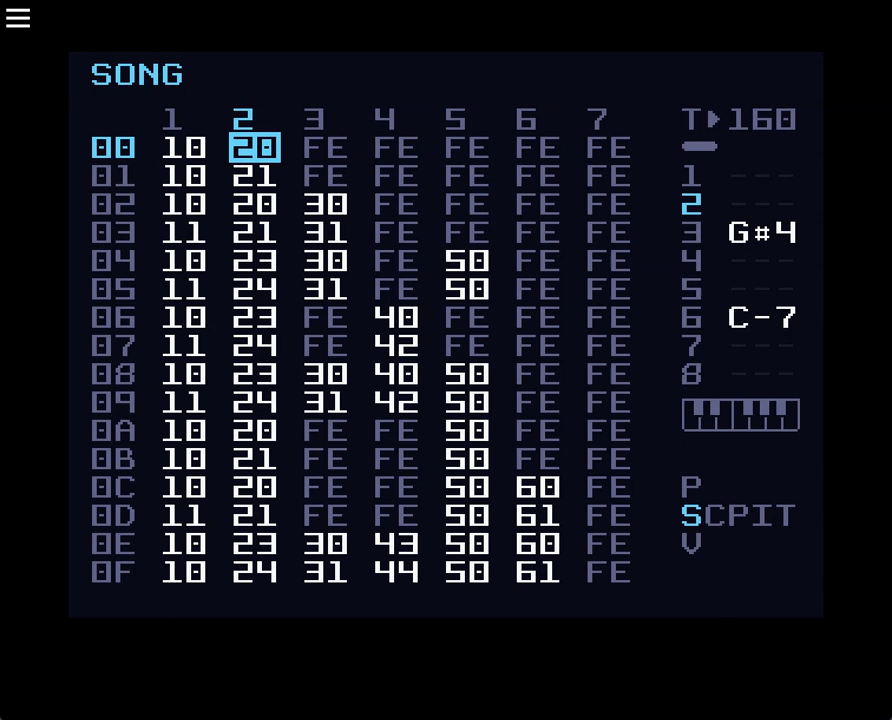 SONG
1 2 3 4 5 6 7 T 160
00 10 20 FE FE FE FE FE
01 10 21 FE FE FE FE FE 1 ---
02 10 20 30 FE FE FE FE 2 ---
03 11 21 31 FE FE FE FE 3 G#4
04 10 23 30 FE 50 FE FE 4 ---
05 11 24 31 FE 50 FE FE 5 ---
06 10 23 FE 40 FE FE FE 6 C-7
07 11 24 FE 42 FE FE FE 7 ---
08 10 23 30 40 50 FE FE 8 ---
09 11 24 31 42 50 FE FE
0A 10 20 FE FE 50 FE FE
0B 10 21 FE FE 50 FE FE
0C 10 20 FE FE 50 60 FE P
0D 11 21 FE FE 50 61 FE SCPIT
0E 10 23 30 43 50 60 FE V
0F 10 24 31 44 50 61 FE